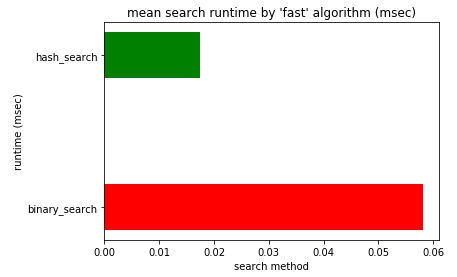 mean search runtime by 'fast' algorithm (msec)
hash_search
runtime (msec)
binary_search
0.00 0.01 0.02 0.03 0.04 0.05 0.06
search method